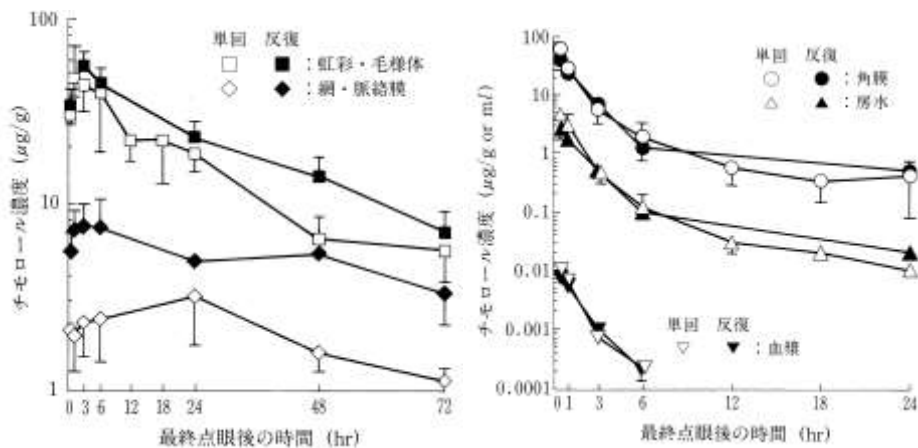 100
10
1
チモロール濃度 (μg/g)
単回 反復
:虹彩・毛様体
:網・脈絡膜
0 3 6 12 18 24 48 72
最終点眼後の時間 (hr)
100
10
1
0.1
0.01
0.001
0.0001
チモロール濃度 (μg/g or ml)
単回 反復
:角膜
:房水
単回 反復
:血漿
0 1 3 6 12 18 24
最終点眼後の時間 (hr)